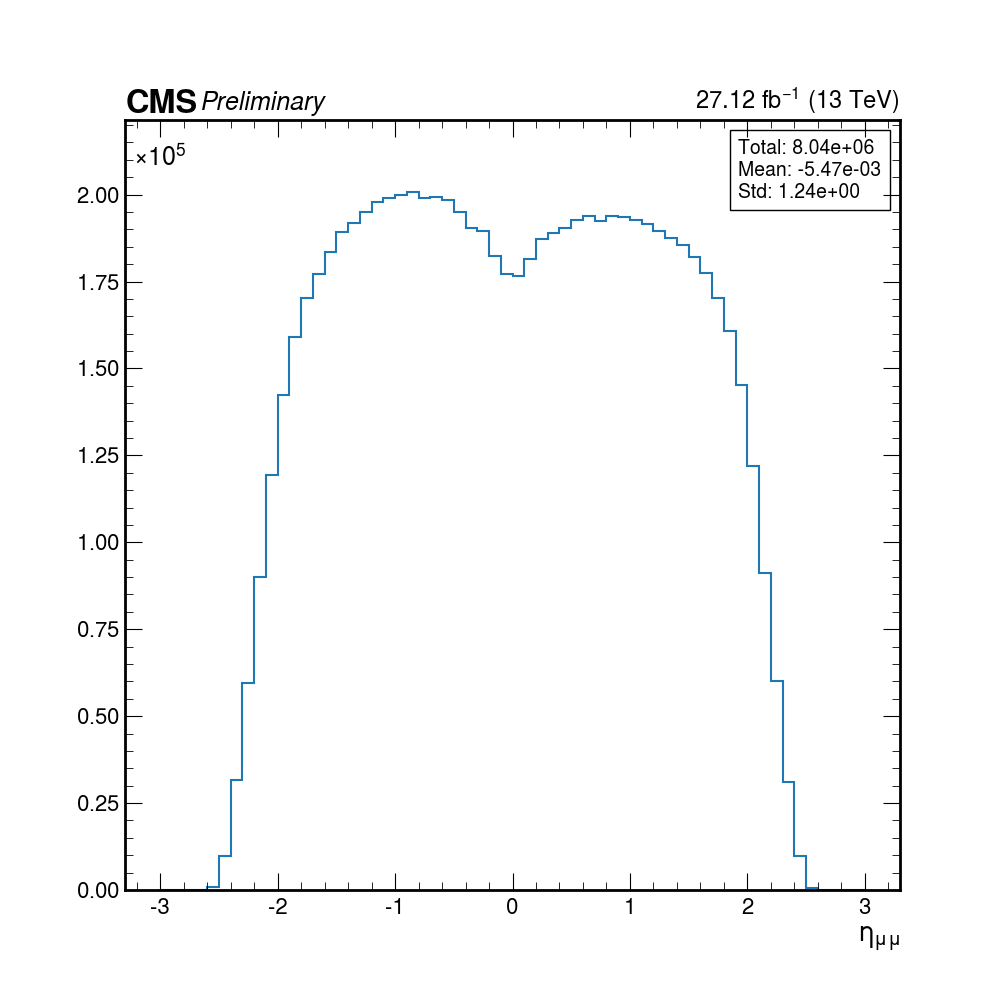 CMS Preliminary 27.12 fb⁻¹ (13 TeV)
×10⁵
Total: 8.04e+06
Mean: -5.47e-03
Std: 1.24e+00
2.00
1.75
1.50
1.25
1.00
0.75
0.50
0.25
0.00
-3 -2 -1 0 1 2 3
ημμ